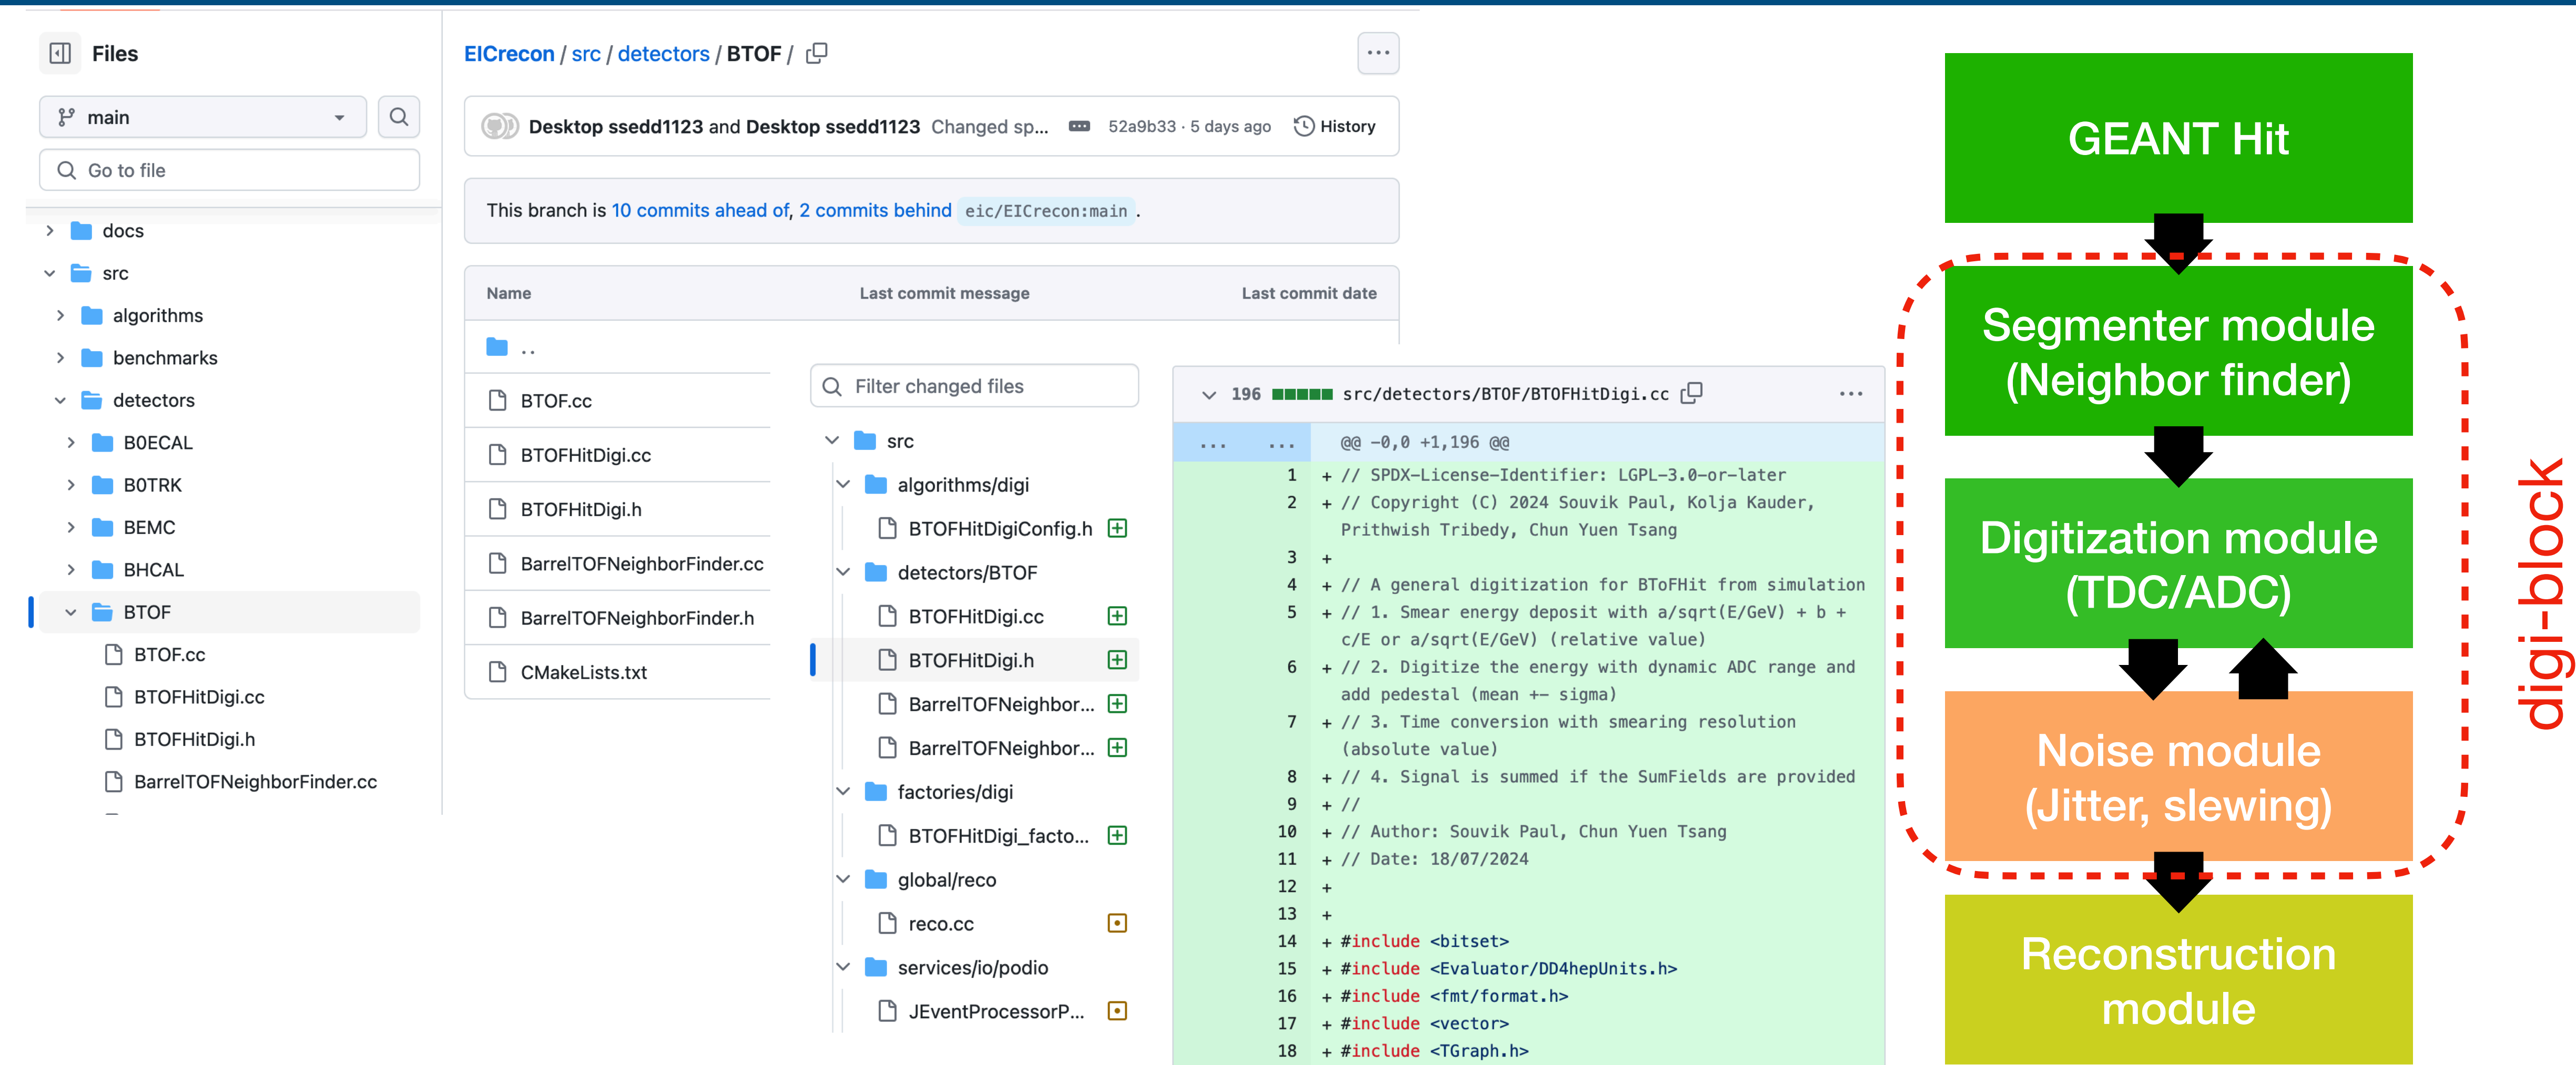 Files
main
Go to file
docs
src
algorithms
benchmarks
detectors
B0ECAL
B0TRK
BEMC
BHCAL
BTOF
BTOF.cc
BTOFHitDigi.cc
BTOFHitDigi.h
BarrelTOFNeighborFinder.cc
EICrecon / src / detectors / BTOF /
Desktop ssedd1123 and Desktop ssedd1123 Changed sp... 52a9b33 · 5 days ago History
This branch is 10 commits ahead of, 2 commits behind eic/EICrecon:main .
Name Last commit message Last commit date
..
BTOF.cc
BTOFHitDigi.cc
BTOFHitDigi.h
BarrelTOFNeighborFinder.cc
BarrelTOFNeighborFinder.h
CMakeLists.txt
Filter changed files
src
algorithms/digi
BTOFHitDigiConfig.h
detectors/BTOF
BTOFHitDigi.cc
BTOFHitDigi.h
BarrelTOFNeighbor...
BarrelTOFNeighbor...
factories/digi
BTOFHitDigi_facto...
global/reco
reco.cc
services/io/podio
JEventProcessorP...
196 src/detectors/BTOF/BTOFHitDigi.cc
... ... @@ -0,0 +1,196 @@
1 + // SPDX-License-Identifier: LGPL-3.0-or-later
2 + // Copyright (C) 2024 Souvik Paul, Kolja Kauder,
Prithwish Tribedy, Chun Yuen Tsang
3 +
4 + // A general digitization for BToFHit from simulation
5 + // 1. Smear energy deposit with a/sqrt(E/GeV) + b +
c/E or a/sqrt(E/GeV) (relative value)
6 + // 2. Digitize the energy with dynamic ADC range and
add pedestal (mean +- sigma)
7 + // 3. Time conversion with smearing resolution
(absolute value)
8 + // 4. Signal is summed if the SumFields are provided
9 + //
10 + // Author: Souvik Paul, Chun Yuen Tsang
11 + // Date: 18/07/2024
12 +
13 +
14 + #include <bitset>
15 + #include <Evaluator/DD4hepUnits.h>
16 + #include <fmt/format.h>
17 + #include <vector>
18 + #include <TGraph.h>
GEANT Hit
Segmenter module
(Neighbor finder)
Digitization module
(TDC/ADC)
Noise module
(Jitter, slewing)
Reconstruction
module
digi-block